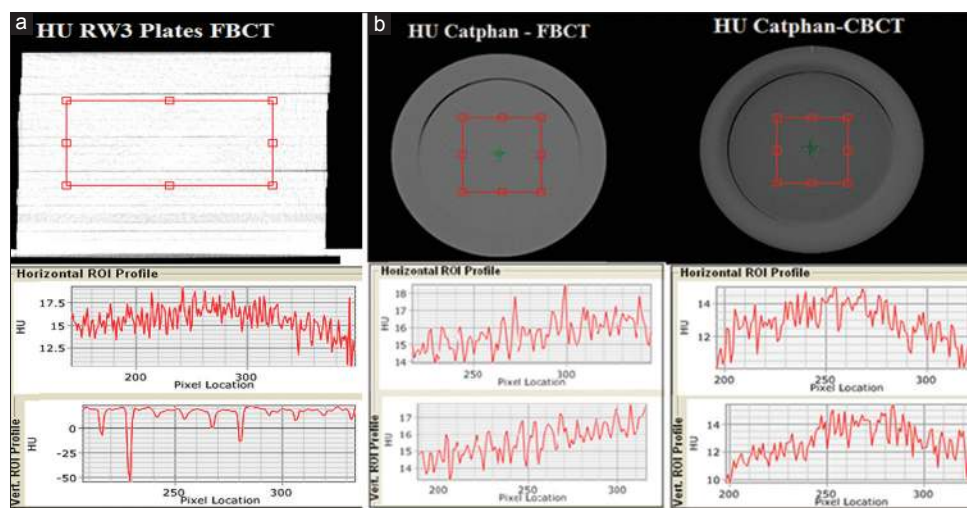 a
HU RW3 Plates FBCT
b
HU Catphan - FBCT
HU Catphan-CBCT
Horizontal ROI Profile
HU
17.5
15
12.5
200
300
Pixel Location
Vert. ROI Profile
HU
0
-25
-50
250
300
Pixel Location
Horizontal ROI Profile
HU
18
17
16
15
14
250
300
Pixel Location
Vert. ROI Profile
HU
17
16
15
14
200
250
300
Pixel Location
Horizontal ROI Profile
HU
14
12
200
250
300
Pixel Location
Vert. ROI Profile
HU
14
12
10
200
225
250
275
300
325
Pixel Location